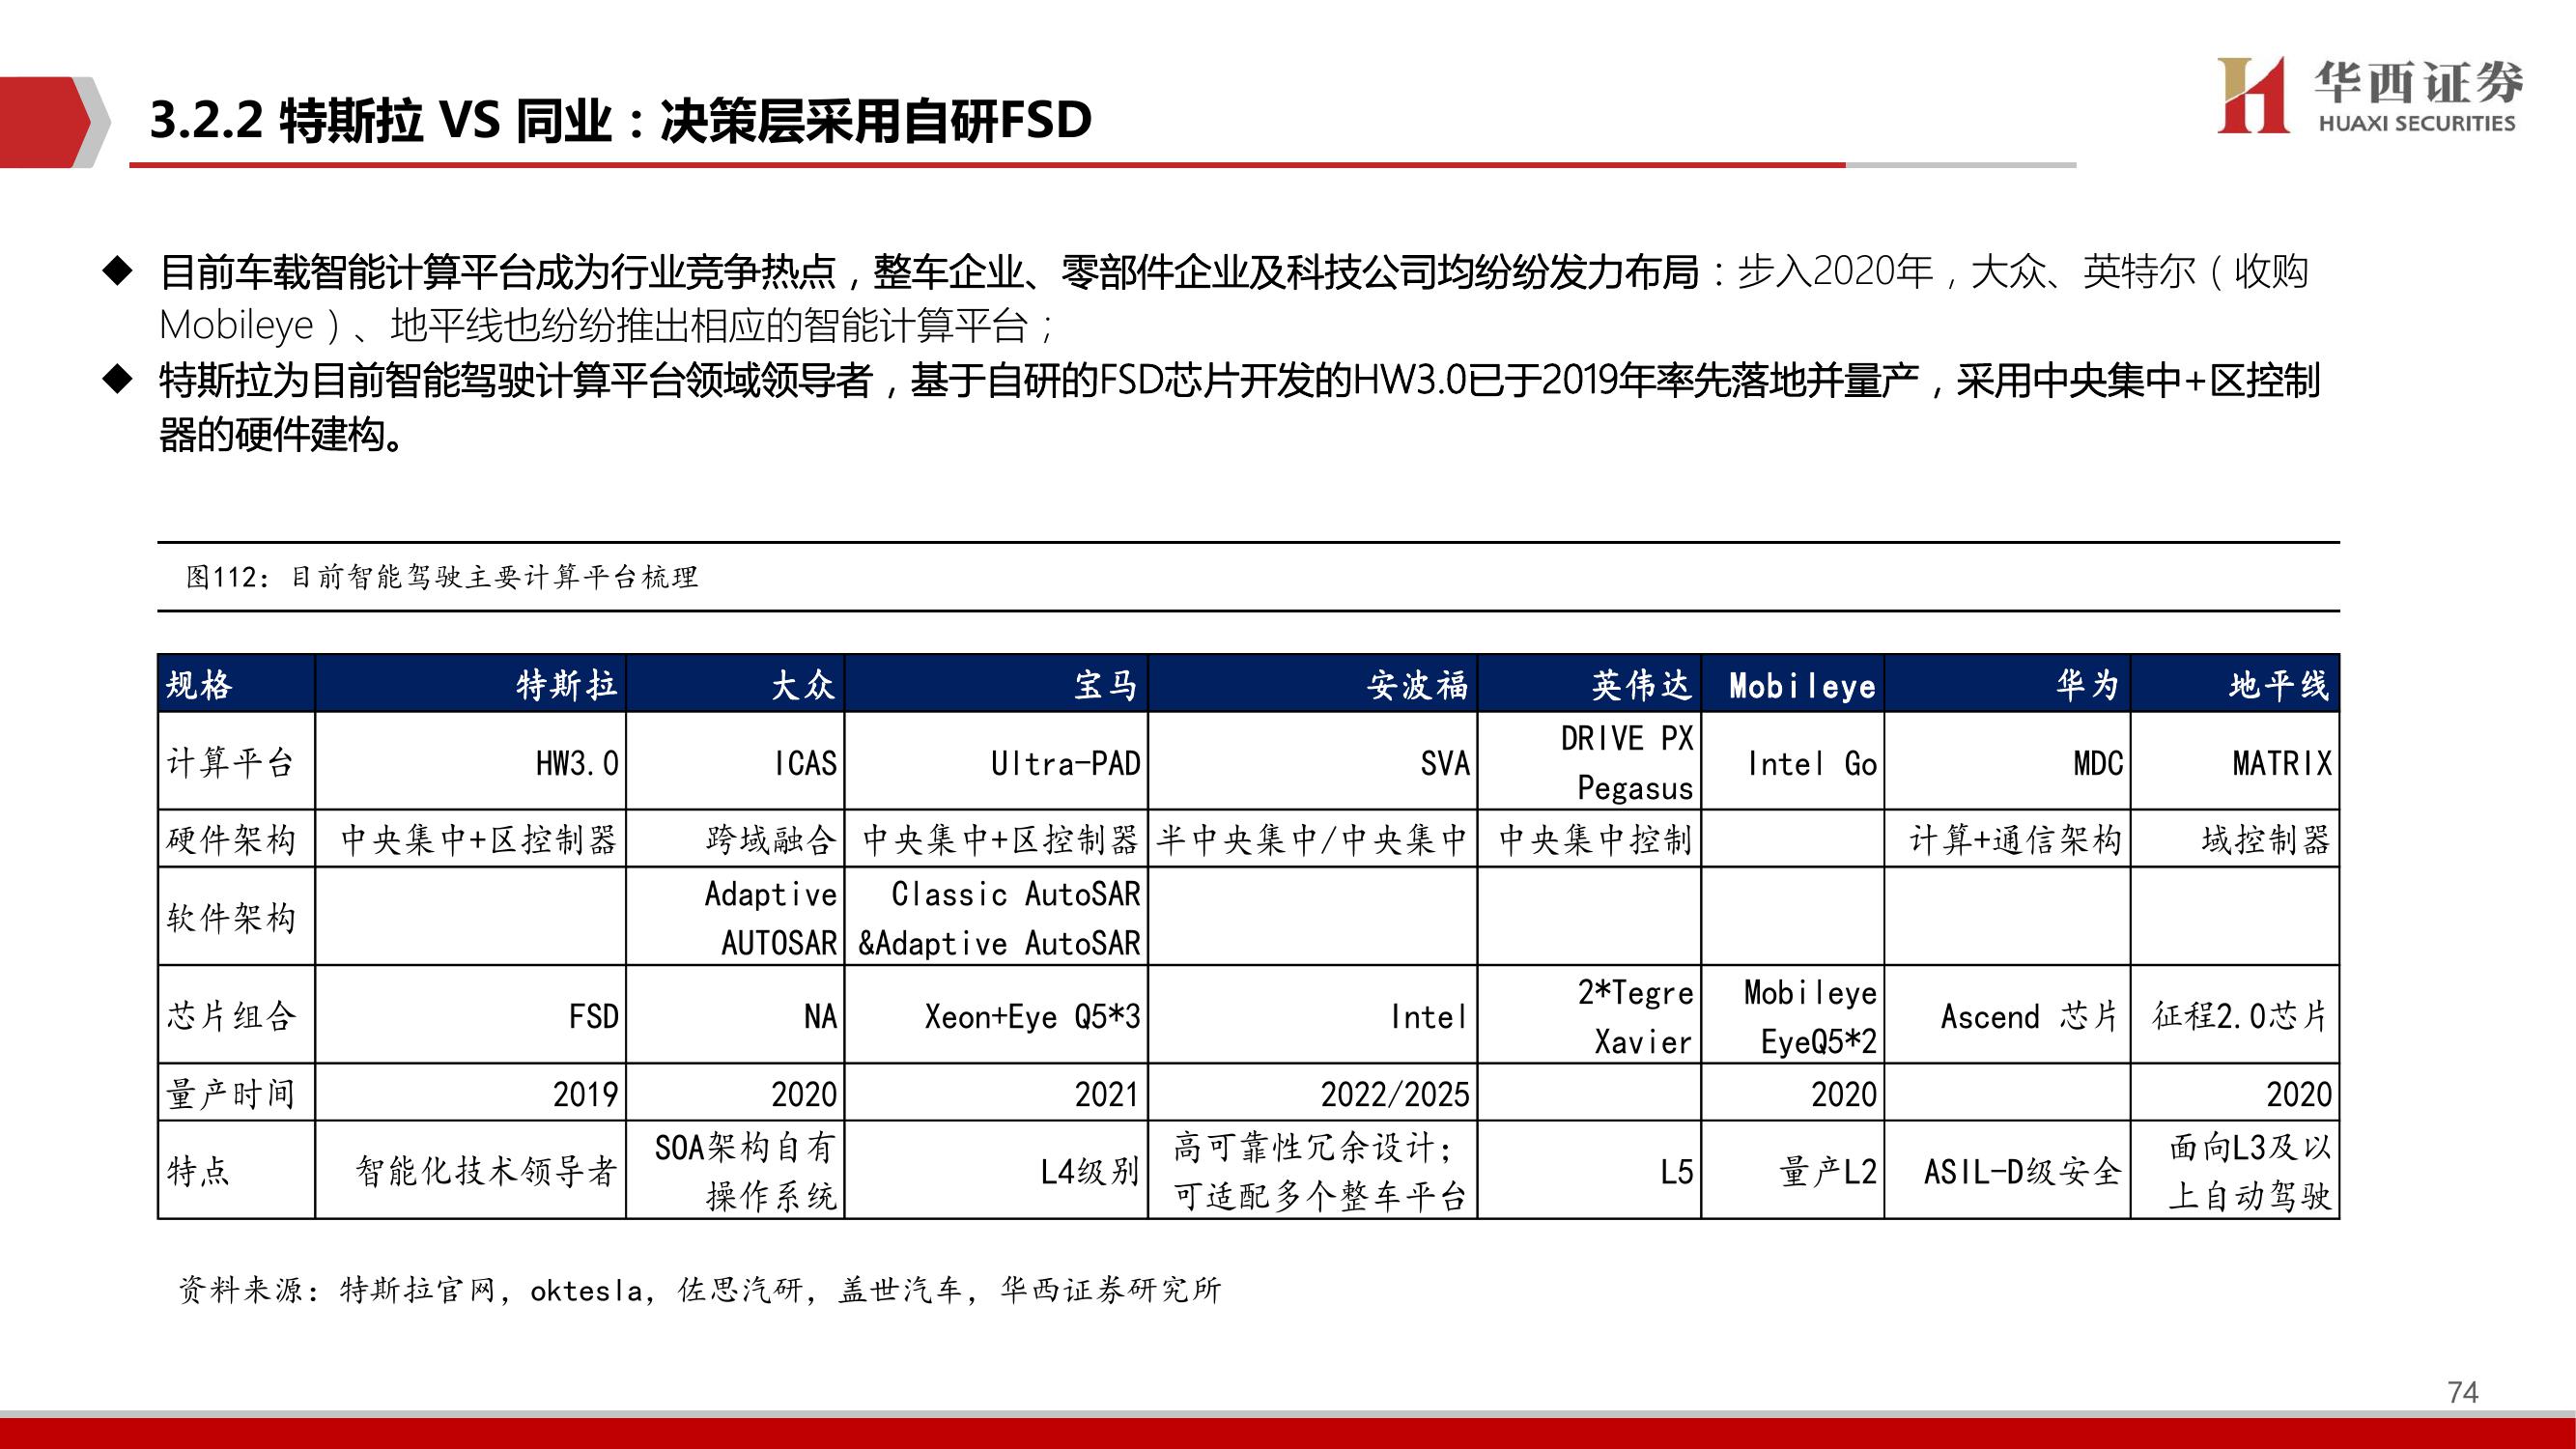 华西证券
HUAXI SECURITIES
3.2.2 特斯拉 VS 同业：决策层采用自研FSD
◆ 目前车载智能计算平台成为行业竞争热点，整车企业、零部件企业及科技公司均纷纷发力布局：步入2020年，大众、英特尔（收购
Mobileye）、地平线也纷纷推出相应的智能计算平台；
◆ 特斯拉为目前智能驾驶计算平台领域领导者，基于自研的FSD芯片开发的HW3.0已于2019年率先落地并量产，采用中央集中+区控制
器的硬件建构。
图112：目前智能驾驶主要计算平台梳理
规格 特斯拉 大众 宝马 安波福 英伟达 Mobileye 华为 地平线
计算平台 HW3.0 ICAS Ultra-PAD SVA DRIVE PX Pegasus Intel Go MDC MATRIX
硬件架构 中央集中+区控制器 跨域融合 中央集中+区控制器 半中央集中/中央集中 中央集中控制 计算+通信架构 域控制器
软件架构 Adaptive AUTOSAR Classic AutoSAR &Adaptive AutoSAR
芯片组合 FSD NA Xeon+Eye Q5*3 Intel 2*Tegre Xavier Mobileye EyeQ5*2 Ascend 芯片 征程2.0芯片
量产时间 2019 2020 2021 2022/2025 2020 2020
特点 智能化技术领导者 SOA架构自有操作系统 L4级别 高可靠性冗余设计；可适配多个整车平台 L5 量产L2 ASIL-D级安全 面向L3及以上自动驾驶
资料来源：特斯拉官网，oktesla，佐思汽研，盖世汽车，华西证券研究所
74